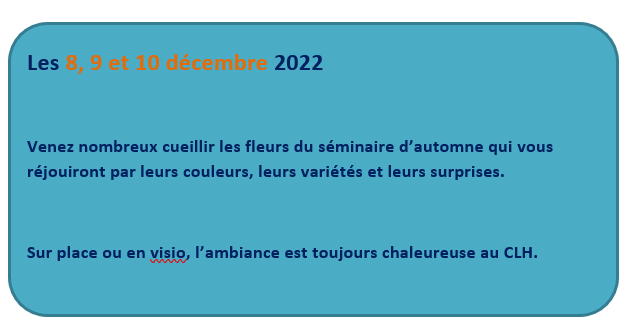 Les 8, 9 et 10 décembre 2022
Venez nombreux cueillir les fleurs du séminaire d’automne qui vous
réjouiront par leurs couleurs, leurs variétés et leurs surprises.
Sur place ou en visio, l’ambiance est toujours chaleureuse au CLH.